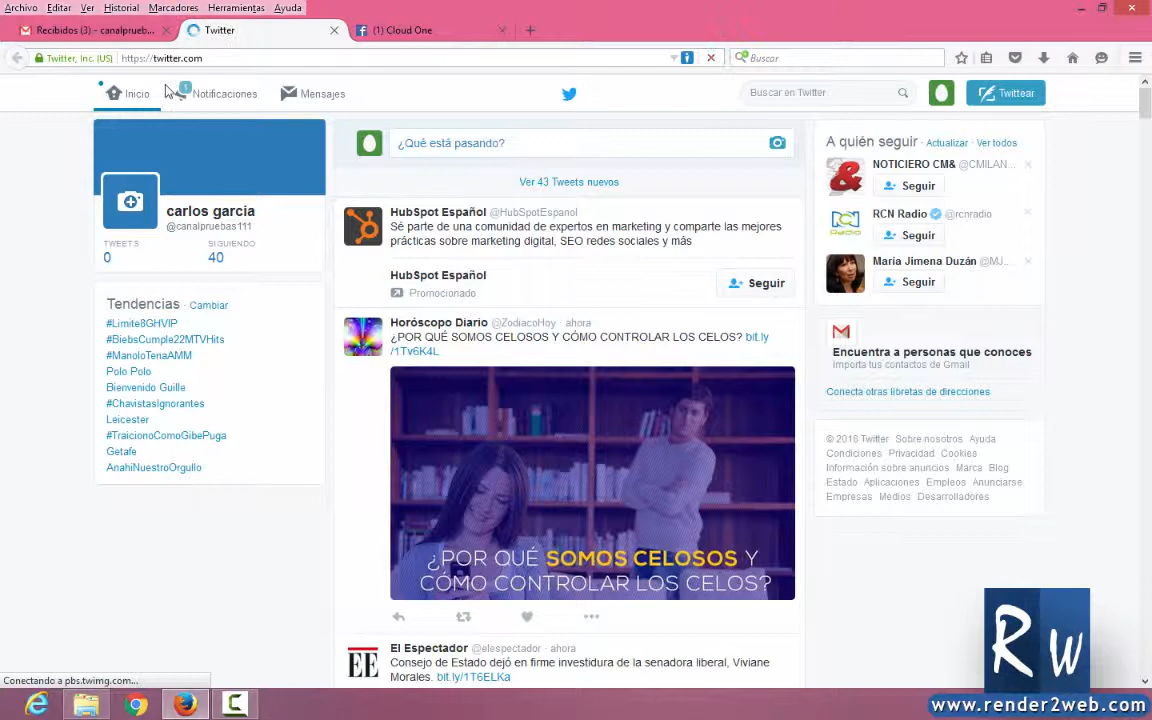 Archivo Editar Ver Historial Marcadores Herramientas Ayuda
Recibidos (3) - canalprueb...
Twitter
(1) Cloud One
Twitter, Inc. (US)
https://twitter.com
Buscar
Inicio
1
Notificaciones
Mensajes
Buscar en Twitter
Twittear
carlos garcia
@canalpruebas111
TWEETS
SIGUIENDO
0
40
Tendencias · Cambiar
#Limite8GHVIP
#BiebsCumple22MTVHits
#ManoloTenaAMM
Polo Polo
Bienvenido Guille
#ChavistasIgnorantes
Leicester
#TraicionoComoGibePuga
Getafe
AnahiNuestroOrgullo
¿Qué está pasando?
Ver 43 Tweets nuevos
HubSpot Español @HubSpotEspanol
Sé parte de una comunidad de expertos en marketing y comparte las mejores
prácticas sobre marketing digital, SEO redes sociales y más
HubSpot Español
Promocionado
Seguir
Horóscopo Diario @ZodiacoHoy · ahora
¿POR QUÉ SOMOS CELOSOS Y CÓMO CONTROLAR LOS CELOS? bit.ly
/1Tv6K4L
¿POR QUÉ SOMOS CELOSOS Y
CÓMO CONTROLAR LOS CELOS?
EE
El Espectador @elespectador · ahora
Consejo de Estado dejó en firme investidura de la senadora liberal, Viviane
Morales. bit.ly/1T6ELKa
A quién seguir · Actualizar · Ver todos
NOTICIERO CM& @CMILAN...
Seguir
RCN Radio @rcnradio
Seguir
María Jimena Duzán @MJ...
Seguir
Encuentra a personas que conoces
Importa tus contactos de Gmail
Conecta otras libretas de direcciones
© 2016 Twitter Sobre nosotros Ayuda
Condiciones Privacidad Cookies
Información sobre anuncios Marca Blog
Estado Aplicaciones Empleos Anunciarse
Empresas Medios Desarrolladores
Conectando a pbs.twimg.com...
Rw
www.render2web.com